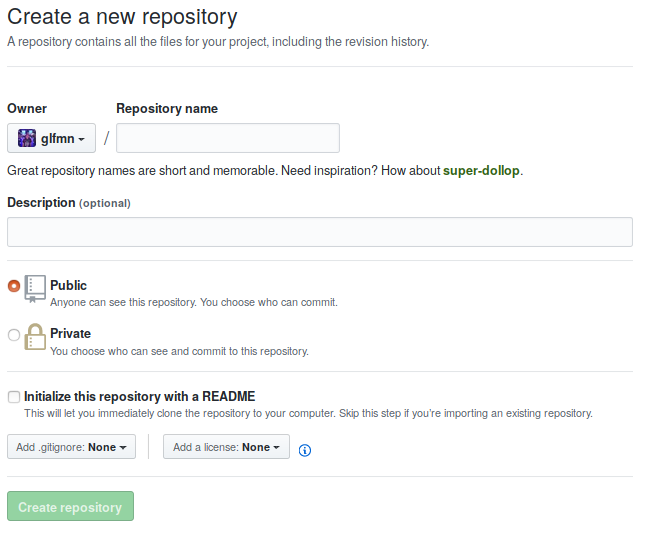 Create a new repository
A repository contains all the files for your project, including the revision history.
Owner
Repository name
glfmn
/
Great repository names are short and memorable. Need inspiration? How about super-dollop.
Description (optional)
Public
Anyone can see this repository. You choose who can commit.
Private
You choose who can see and commit to this repository.
Initialize this repository with a README
This will let you immediately clone the repository to your computer. Skip this step if you're importing an existing repository.
Add .gitignore: None
Add a license: None
Create repository